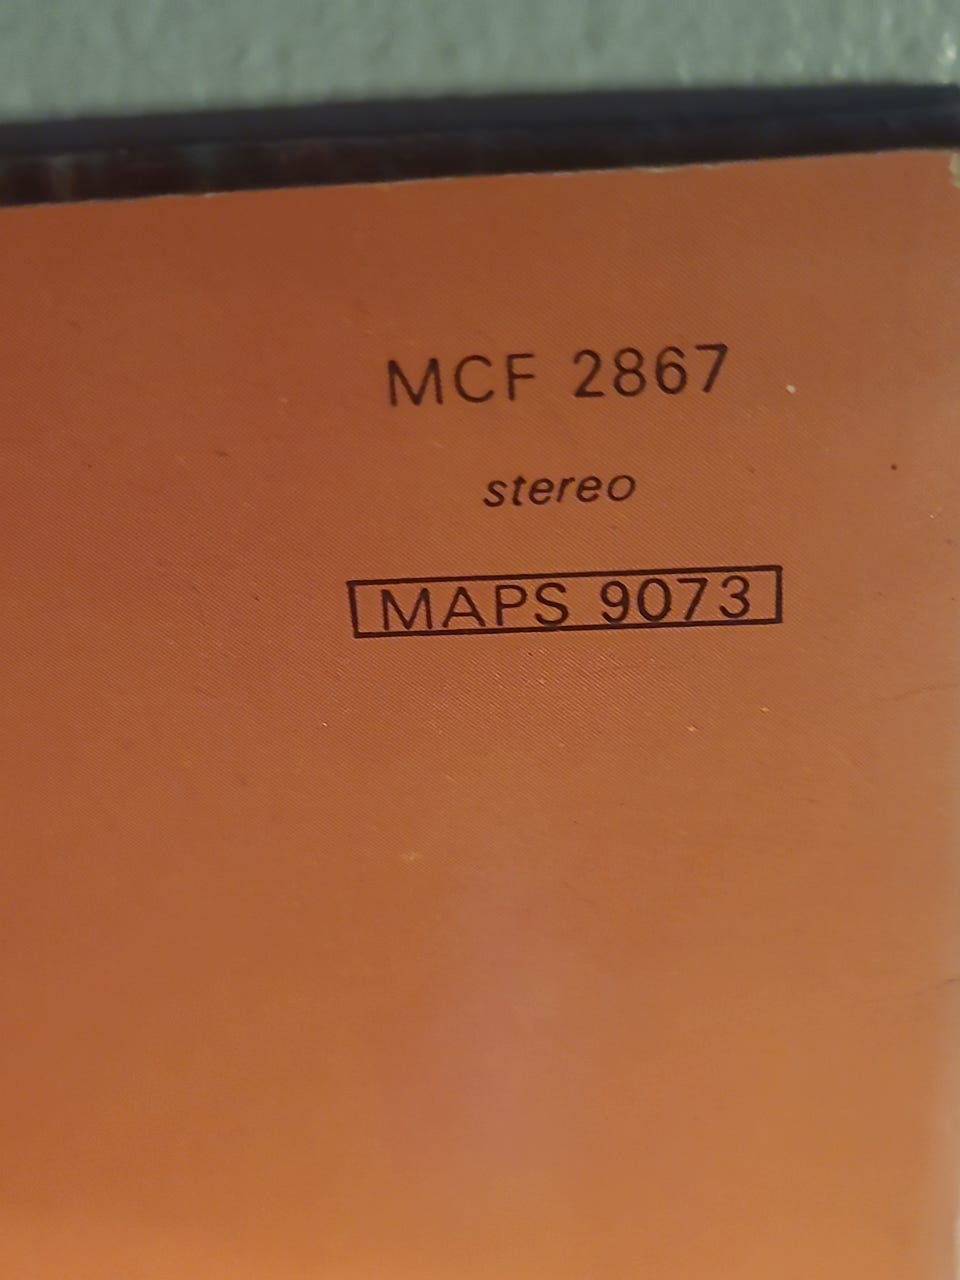 MCF 2867
stereo
MAPS 9073